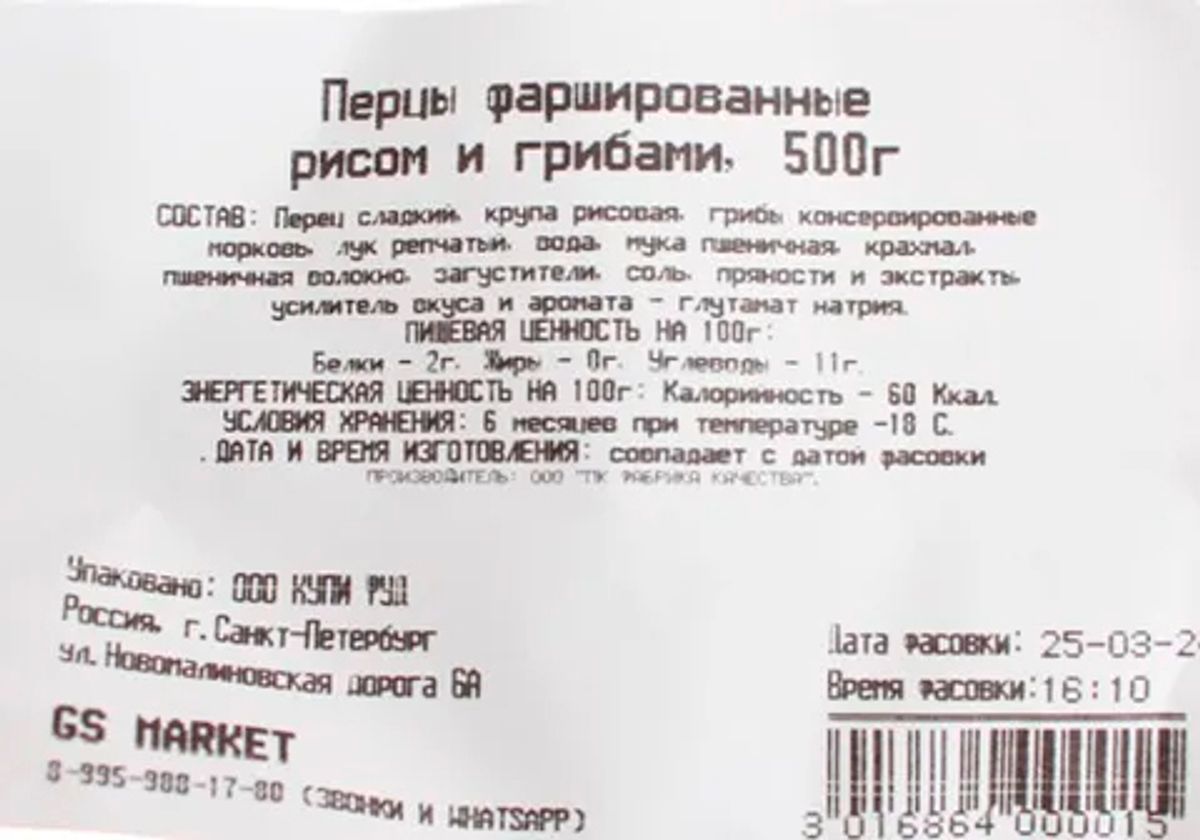 Перцы фаршированные
рисом и грибами, 500г
СОСТАВ: Перец сладкий, крупа рисовая, грибы консервированные
морковь, лук репчатый, вода, мука пшеничная, крахмал,
пшеничная волокно, загустители, соль, пряности и экстракты,
усилитель вкуса и аромата - глутамат натрия.
ПИЩЕВАЯ ЦЕННОСТЬ НА 100г:
Белки - 2г. Жиры - 0г. Углеводы - 11г.
ЭНЕРГЕТИЧЕСКАЯ ЦЕННОСТЬ НА 100г: Калорийность - 60 Ккал.
УСЛОВИЯ ХРАНЕНИЯ: 6 месяцев при температуре -18 С.
. ДАТА И ВРЕМЯ ИЗГОТОВЛЕНИЯ: совпадает с датой фасовки
ПРОИЗВОДИТЕЛЬ: ООО "ПК ФАБРИКА КАЧЕСТВА".
Упаковано: ООО КУПИ РУД
Россия, г.Санкт-Петербург
ул. Новомалиновская дорога 6А
GS MARKET
8-995-988-17-80 (ЗВОНКИ И WHATSAPP)
Дата фасовки: 25-03-2
Время фасовки:16:10
3 016864 000015